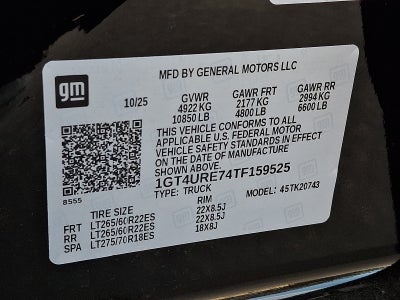 gm
MFD BY GENERAL MOTORS LLC
10/25 GVWR GAWR FRT GAWR RR
4922 KG 2177 KG 2994 KG
10850 LB 4800 LB 6600 LB
THIS VEHICLE CONFORMS TO ALL
APPLICABLE U.S. FEDERAL MOTOR
VEHICLE SAFETY STANDARDS IN EFFECT
ON THE DATE OF MANUFACTURE
SHOWN ABOVE.
1GT4URE74TF159525
8555 TYPE: TRUCK MODEL: 45TK20743
TIRE SIZE RIM
FRT LT265/60R22ES 22X8.5J
RR LT265/60R22ES 22X8.5J
SPA LT275/70R18ES 18X8J